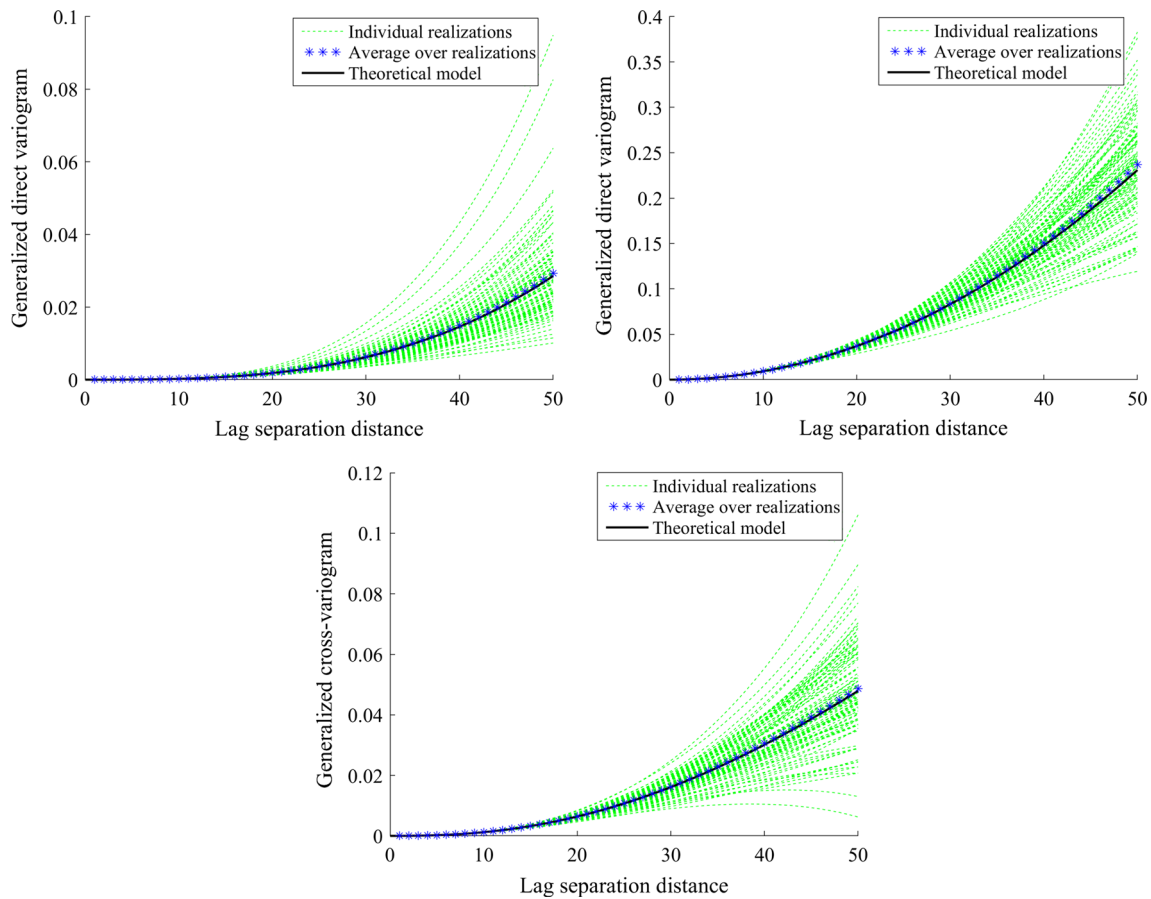 Generalized direct variogram
0.1
0.08
0.06
0.04
0.02
0
Individual realizations
Average over realizations
Theoretical model
0 10 20 30 40 50
Lag separation distance
Generalized direct variogram
0.4
0.35
0.3
0.25
0.2
0.15
0.1
0.05
0
Individual realizations
Average over realizations
Theoretical model
0 10 20 30 40 50
Lag separation distance
Generalized cross-variogram
0.12
0.1
0.08
0.06
0.04
0.02
0
Individual realizations
Average over realizations
Theoretical model
0 10 20 30 40 50
Lag separation distance